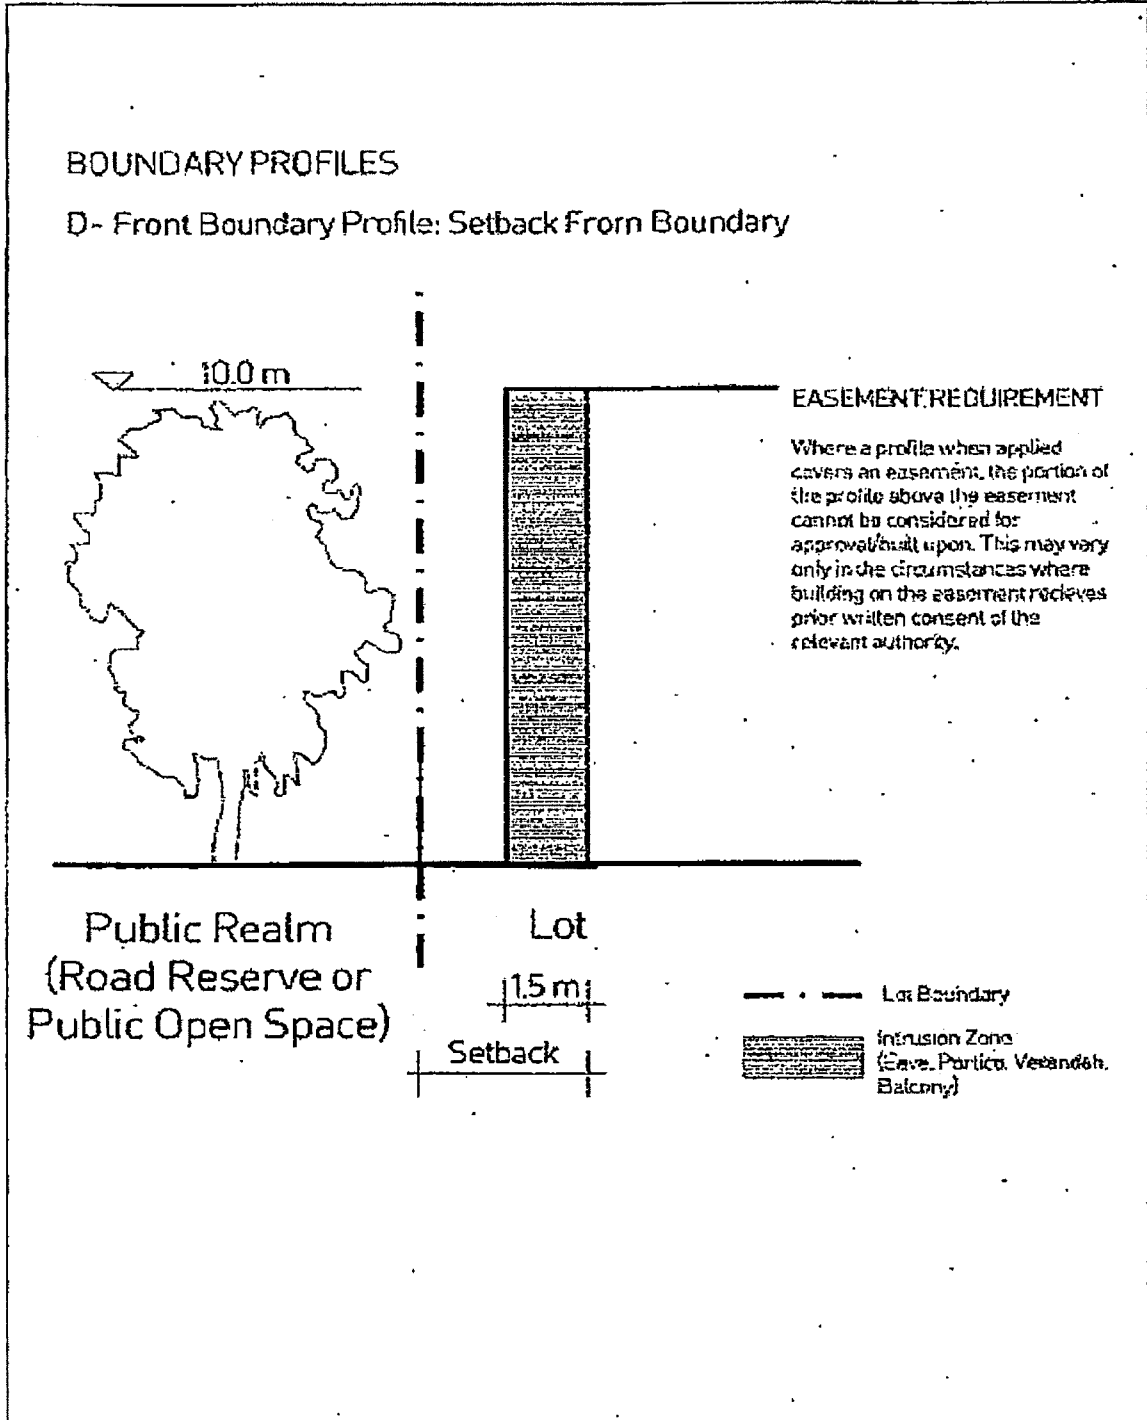 BOUNDARY PROFILES
D- Front Boundary Profile: Setback From Boundary
10.0 m
EASEMENT REQUIREMENT
Where a profile when applied
covers an easement, the portion of
the profile above the easement
cannot be considered for
approval/built upon. This may vary
only in the circumstances where
building on the easement recieves
prior written consent of the
relevant authority.
Public Realm
(Road Reserve or
Public Open Space)
Lot
1.5 m
Setback
Lot Boundary
Intrusion Zone
(Eave, Portico, Verandah,
Balcony)